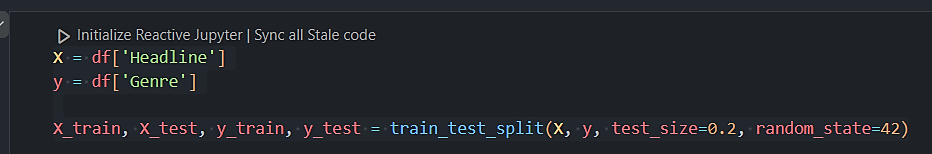 Initialize Reactive Jupyter | Sync all Stale code
X = df['Headline']
y = df['Genre']
X_train, X_test, y_train, y_test = train_test_split(X, y, test_size=0.2, random_state=42)